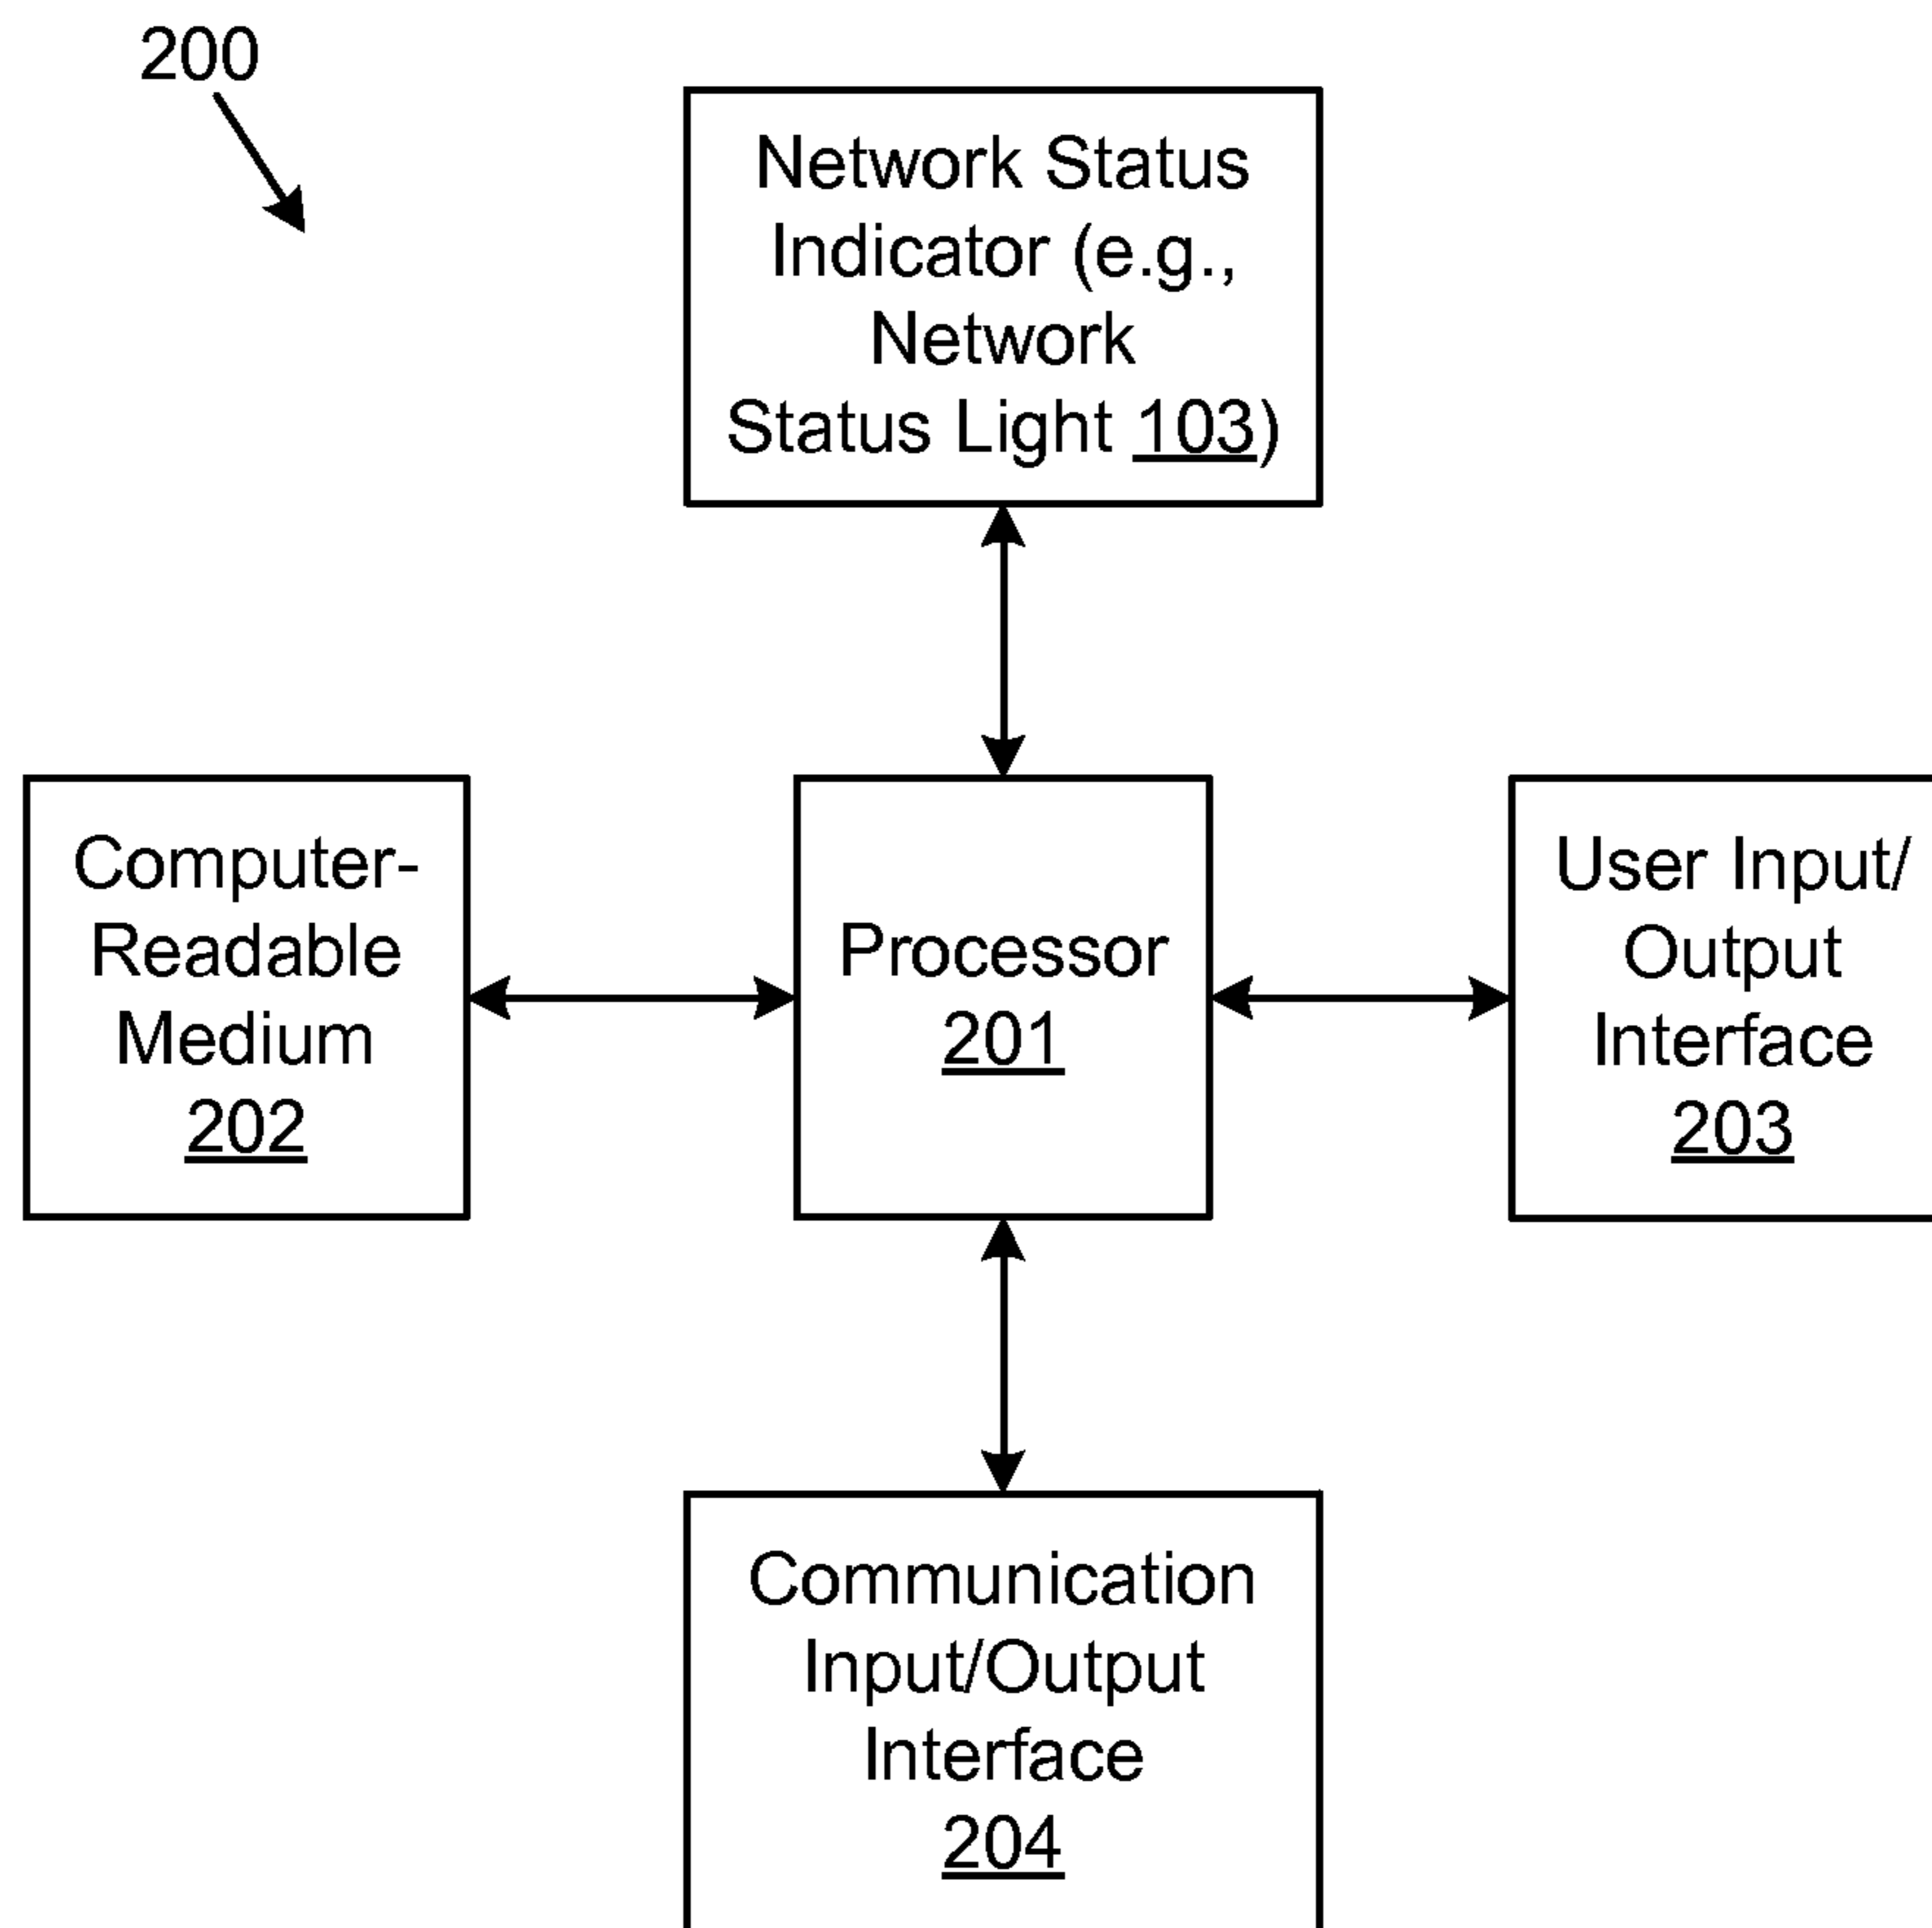 200
Network Status
Indicator (e.g.,
Network
Status Light 103)
Computer-
Readable
Medium
202
Processor
201
User Input/
Output
Interface
203
Communication
Input/Output
Interface
204